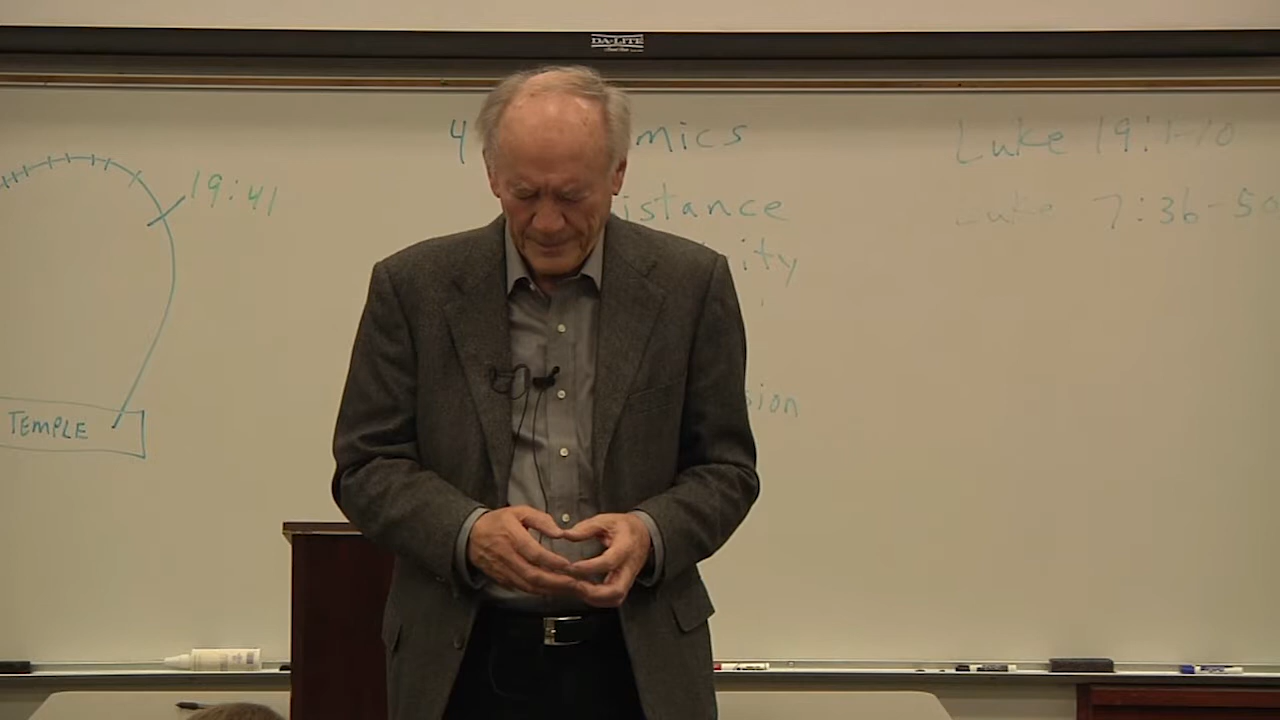 DA-LITE
4 mics
19:41
istance
ity
sion
TEMPLE
Luke 19:1-10
Luke 7:36-50